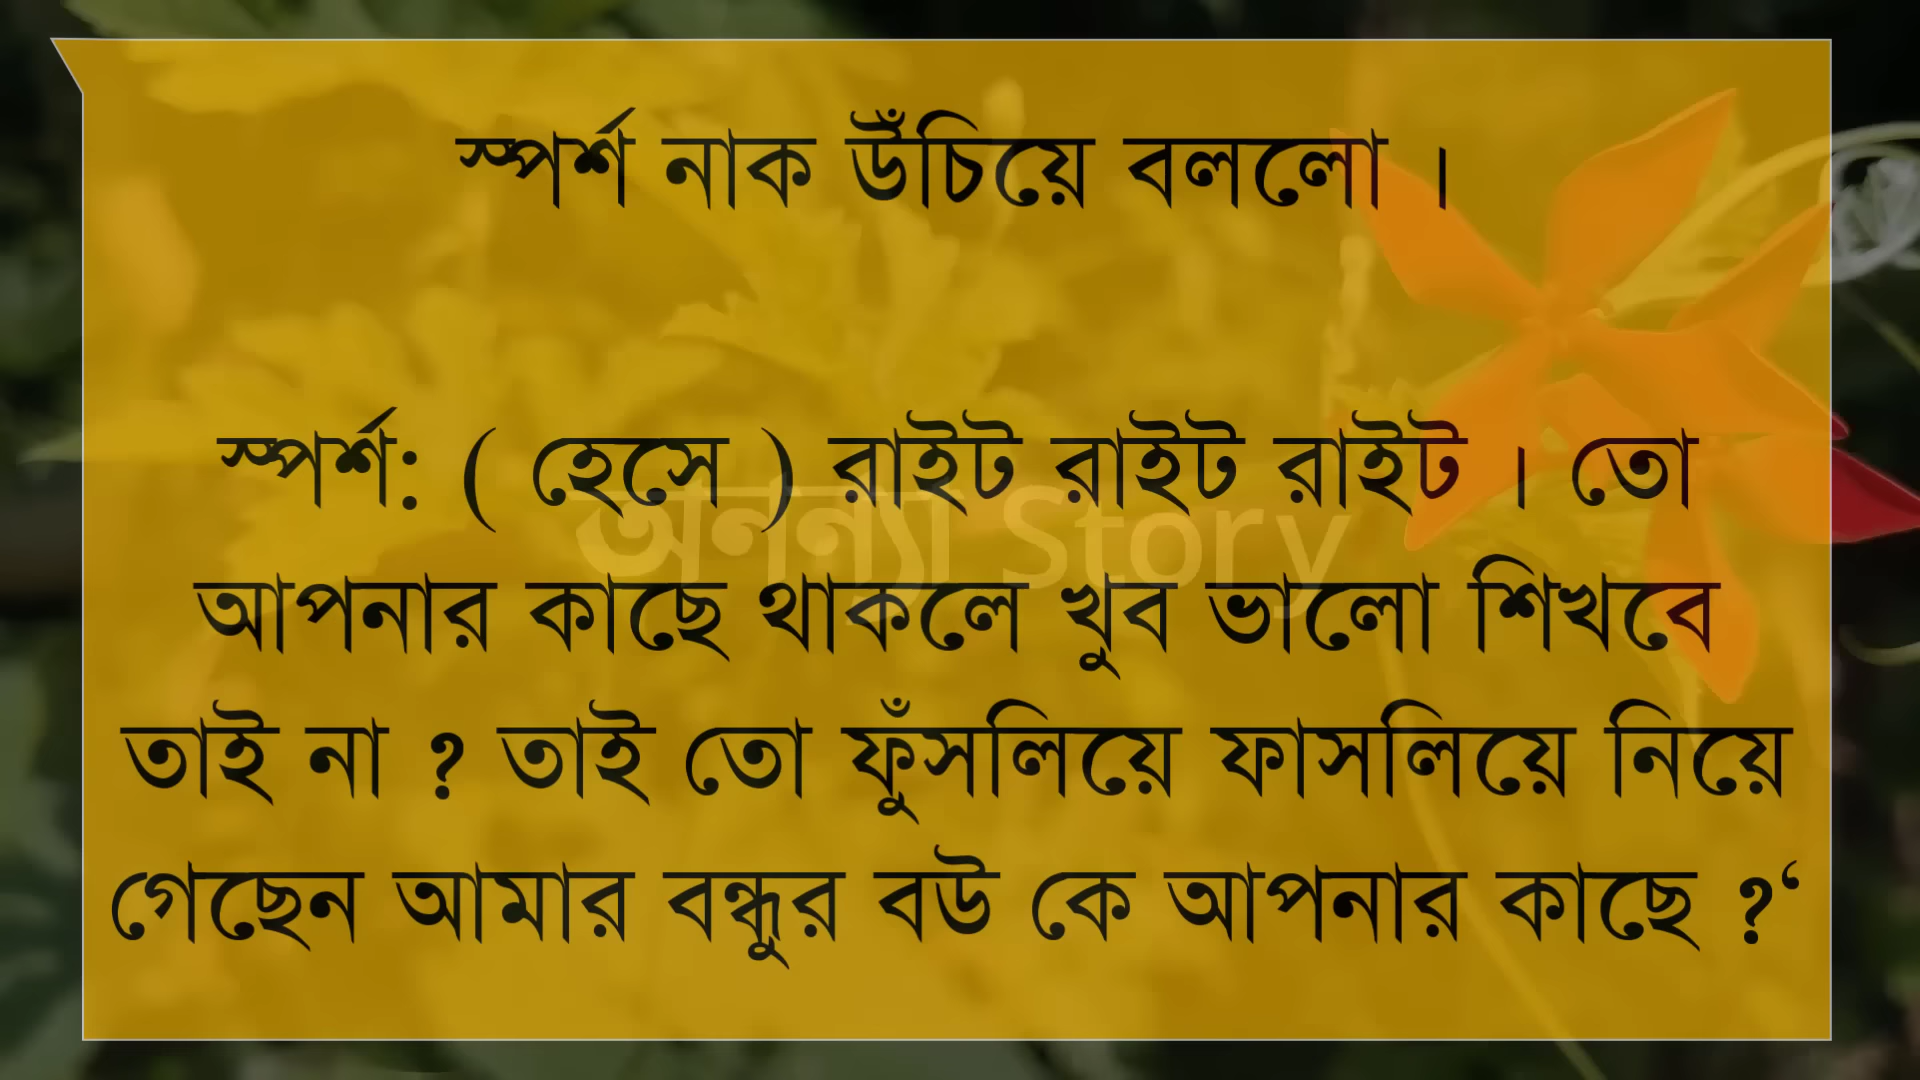 স্পর্শ নাক উঁচিয়ে বললো ।
স্পর্শ: ( হেসে ) রাইট রাইট রাইট । তো
অনন্যা Story
আপনার কাছে থাকলে খুব ভালো শিখবে
তাই না ? তাই তো ফুঁসলিয়ে ফাসলিয়ে নিয়ে
গেছেন আমার বন্ধুর বউ কে আপনার কাছে ?‘